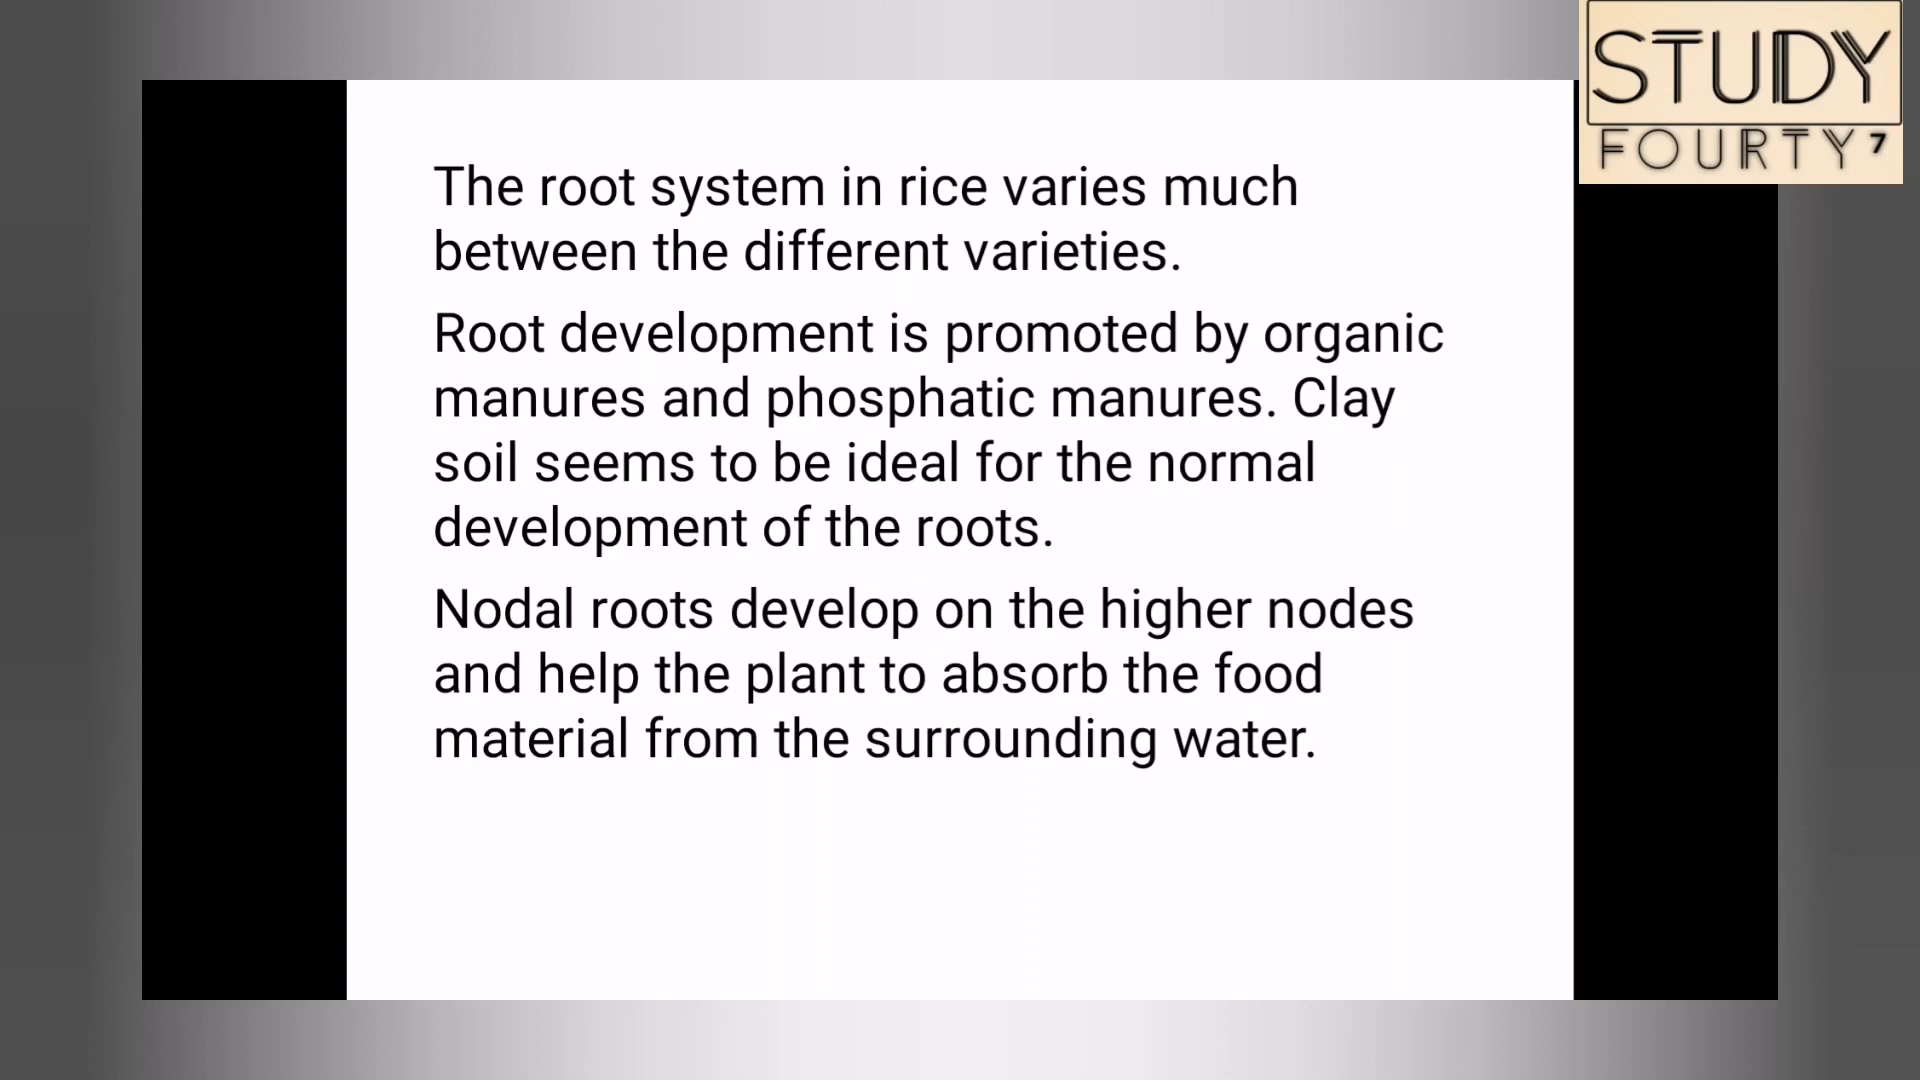 STUDY
FOURTY 7
The root system in rice varies much
between the different varieties.
Root development is promoted by organic
manures and phosphatic manures. Clay
soil seems to be ideal for the normal
development of the roots.
Nodal roots develop on the higher nodes
and help the plant to absorb the food
material from the surrounding water.